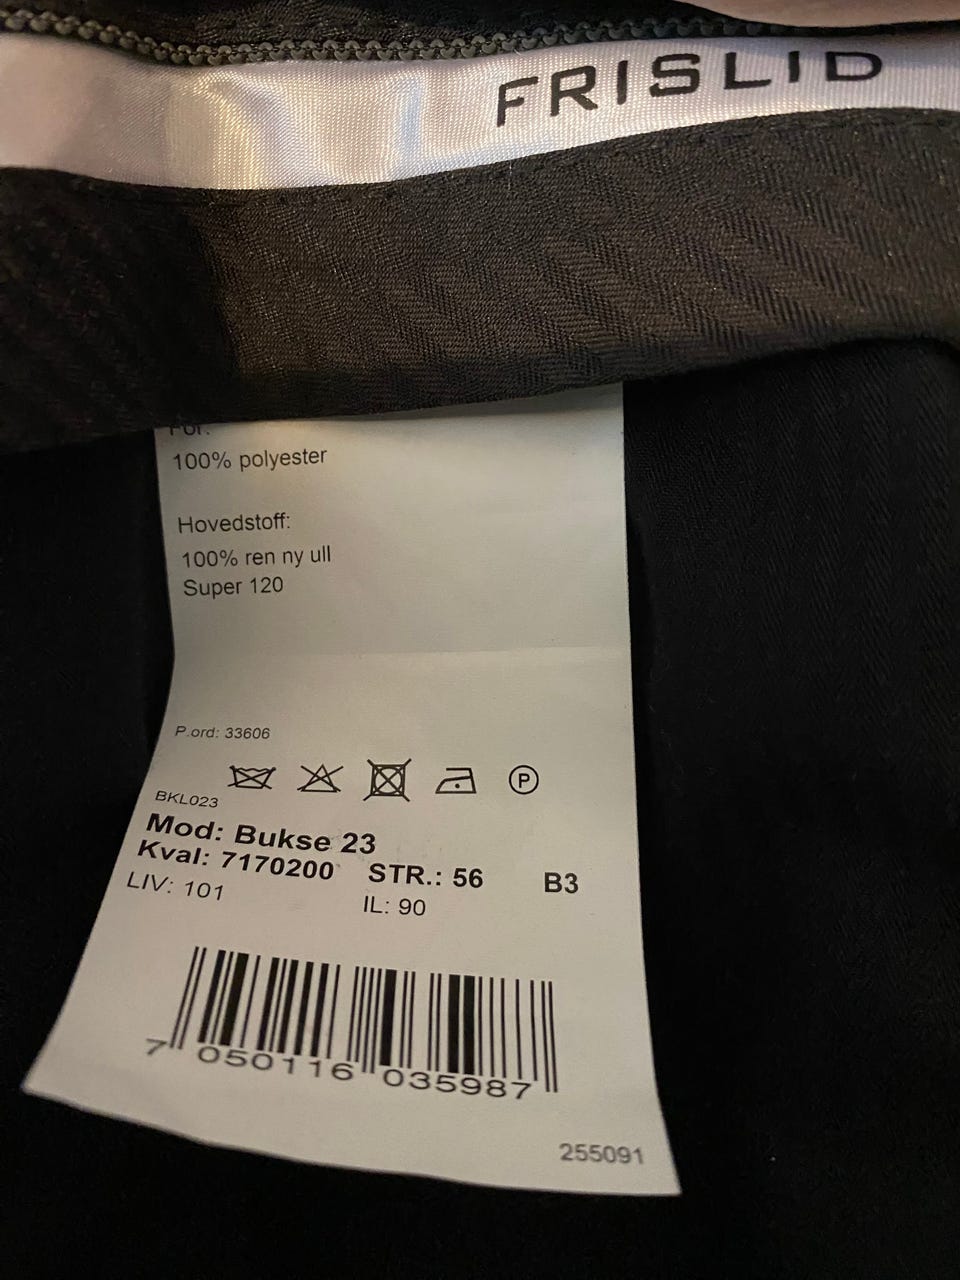 FRISLID
For:
100% polyester
Hovedstoff:
100% ren ny ull
Super 120
P.ord: 33606
P
BKL023
Mod: Bukse 23
Kval: 7170200 STR.: 56 B3
LIV: 101 IL: 90
7 050116 035987
255091